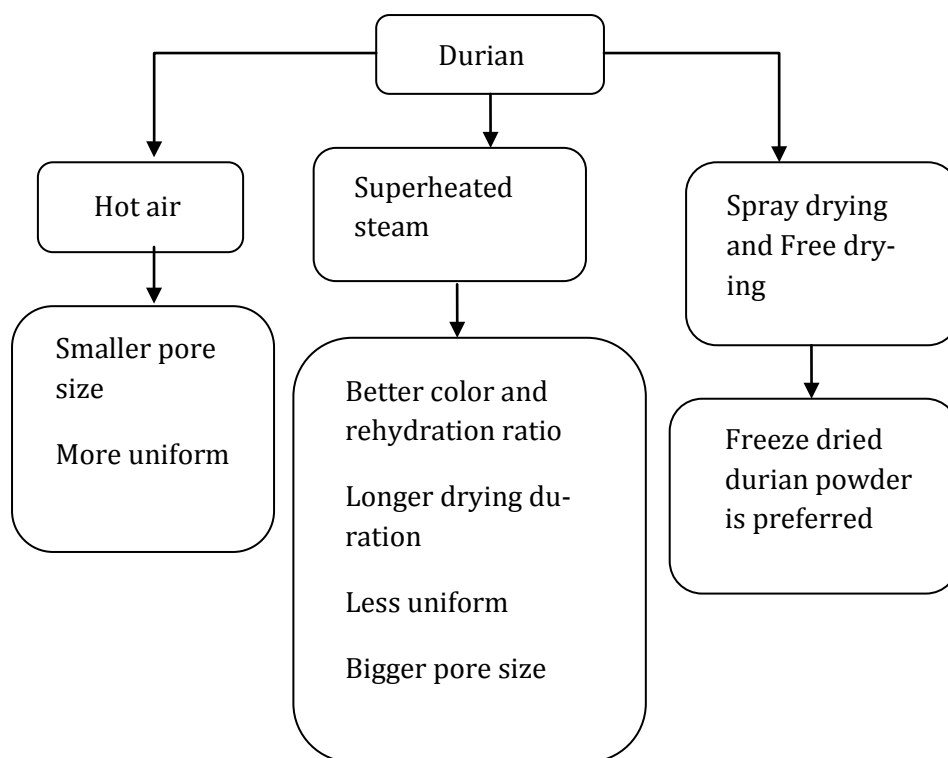 Durian
Hot air
Smaller pore
size
More uniform
Superheated
steam
Better color and
rehydration ratio
Longer drying du-
ration
Less uniform
Bigger pore size
Spray drying
and Free dry-
ing
Freeze dried
durian powder
is preferred